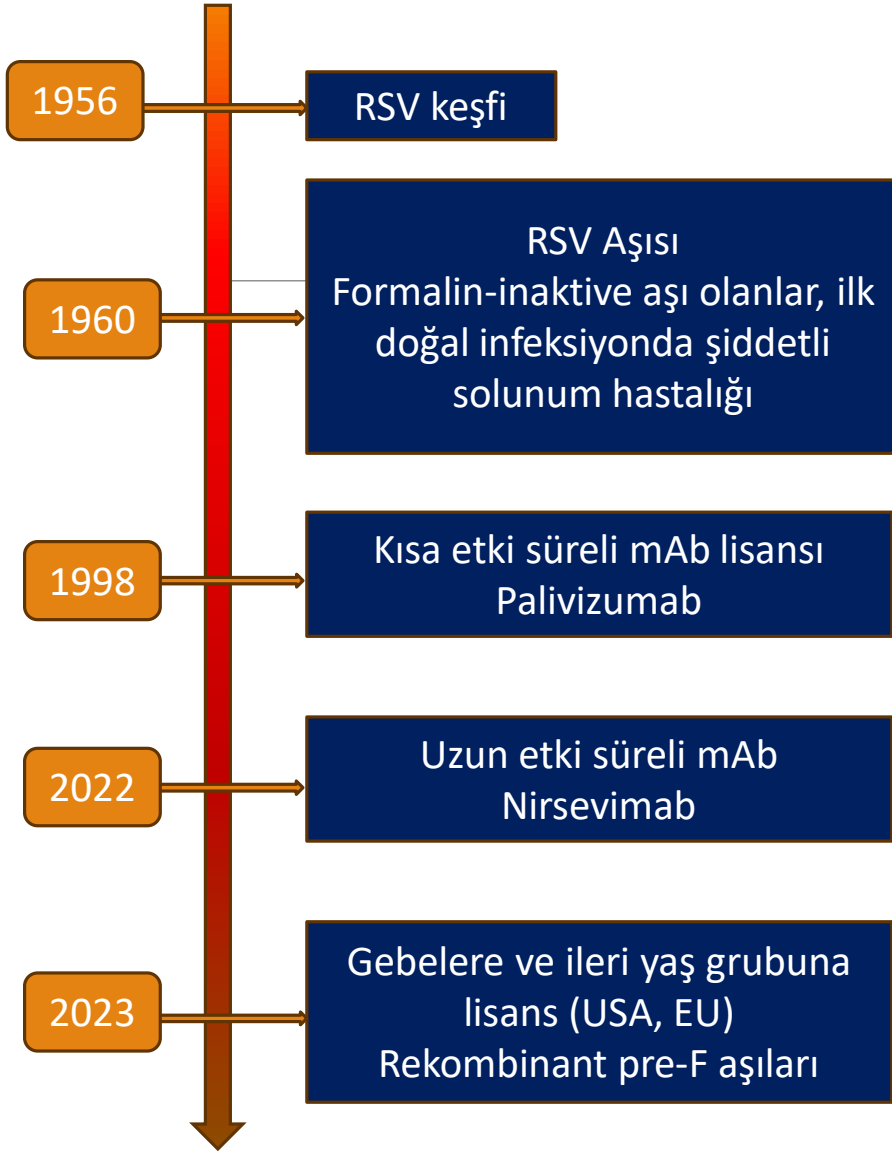 1956
RSV keşfi
1960
RSV Aşısı
Formalin-inaktive aşı olanlar, ilk
doğal infeksiyonda şiddetli
solunum hastalığı
1998
Kısa etki süreli mAb lisansı
Palivizumab
2022
Uzun etki süreli mAb
Nirsevimab
2023
Gebelere ve ileri yaş grubuna
lisans (USA, EU)
Rekombinant pre-F aşıları